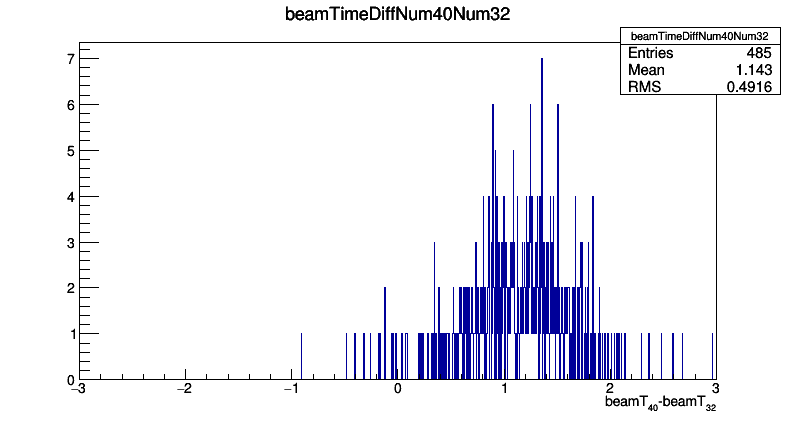 beamTimeDiffNum40Num32
beamTimeDiffNum40Num32
Entries 485
Mean 1.143
RMS 0.4916
7
6
5
4
3
2
1
0
−3 −2 −1 0 1 2 3
beamT40-beamT32